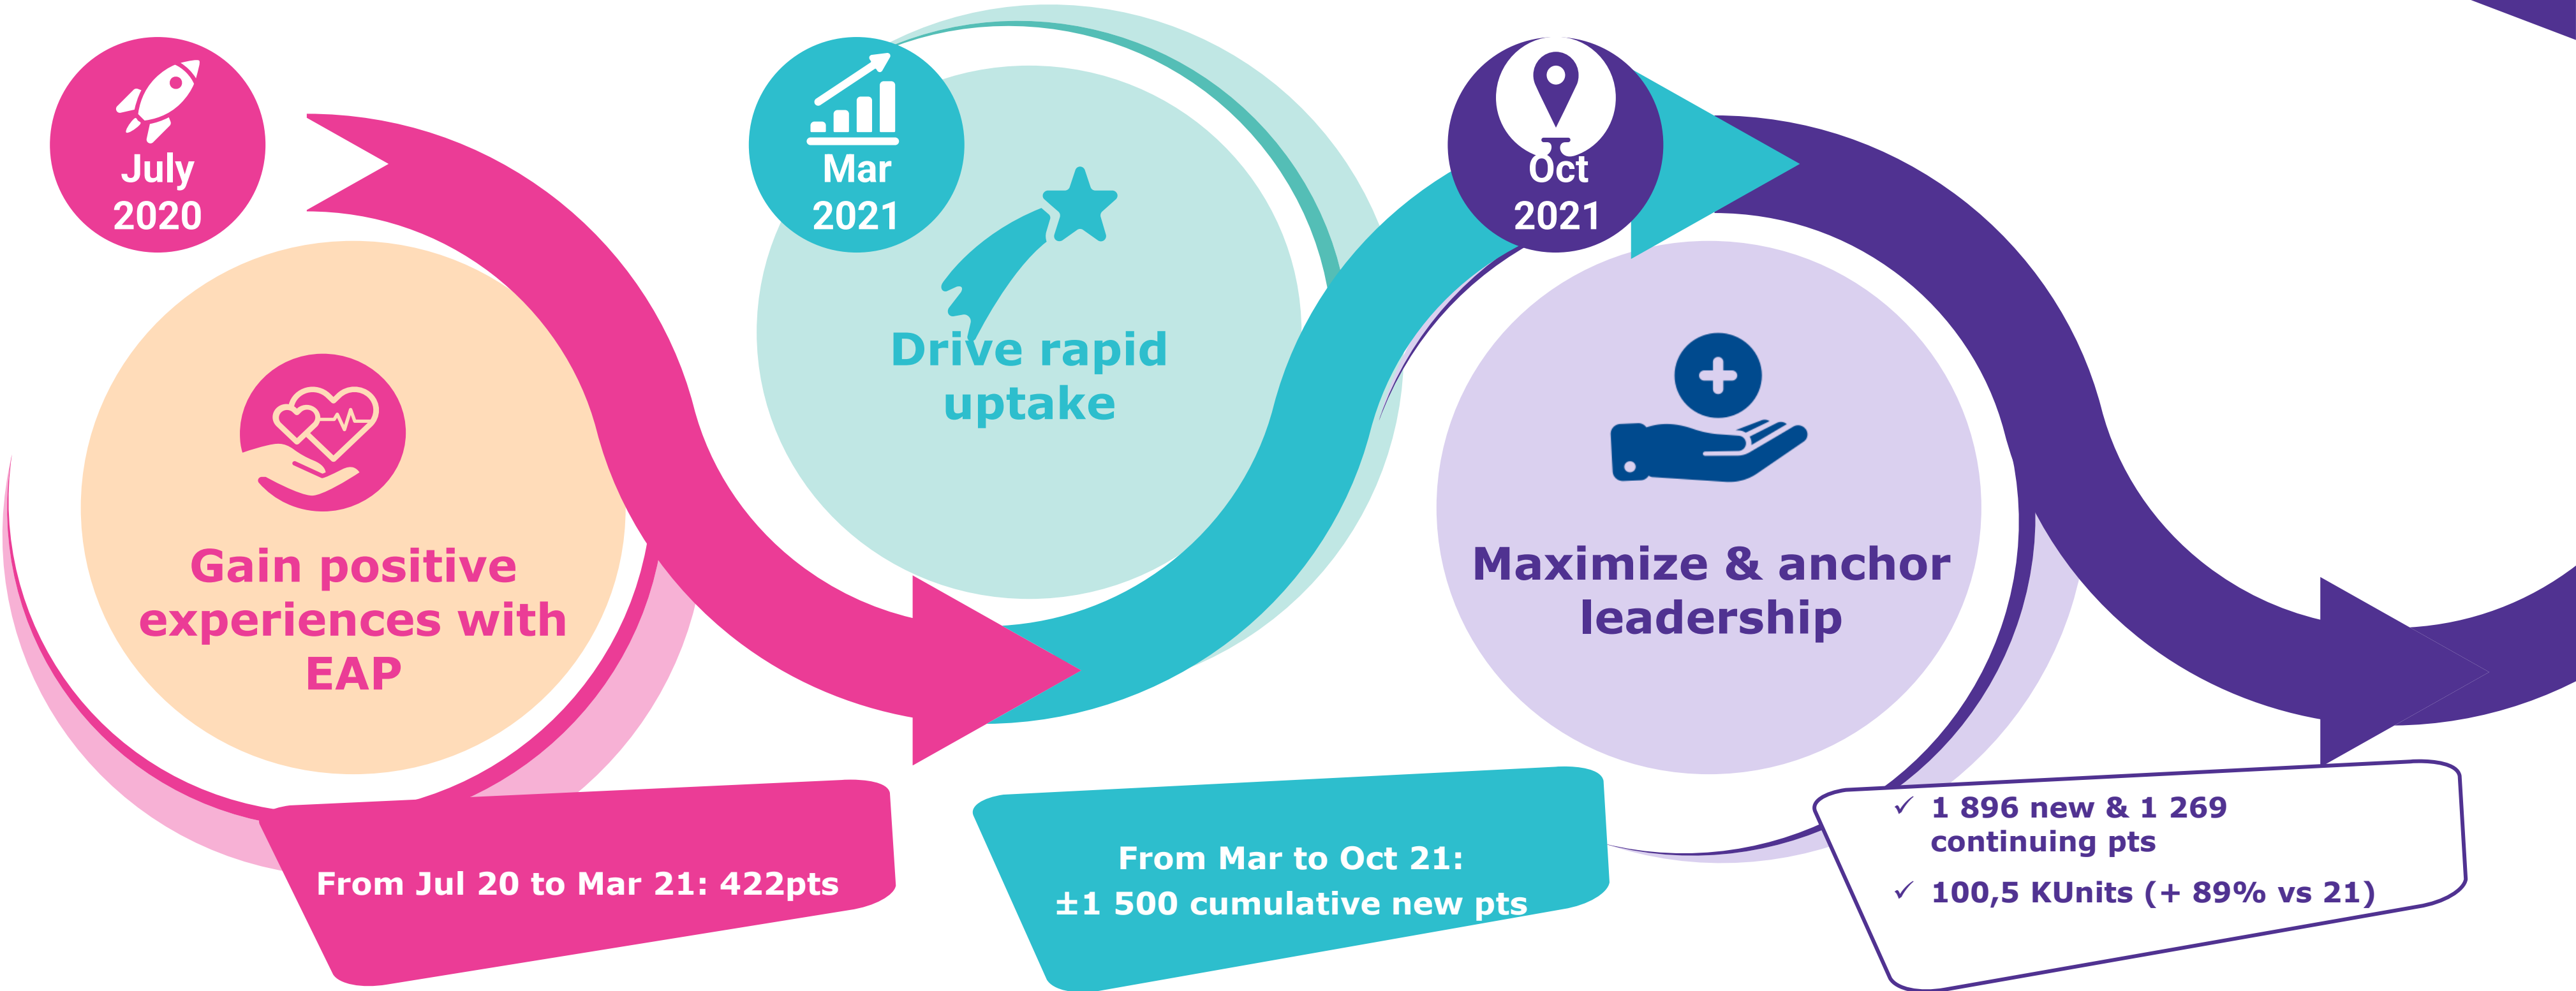 July
2020
Gain positive
experiences with
EAP
From Jul 20 to Mar 21: 422pts
Mar
2021
Drive rapid
uptake
From Mar to Oct 21:
±1 500 cumulative new pts
Oct
2021
Maximize & anchor
leadership
✓ 1 896 new & 1 269
continuing pts
✓ 100,5 KUnits (+ 89% vs 21)